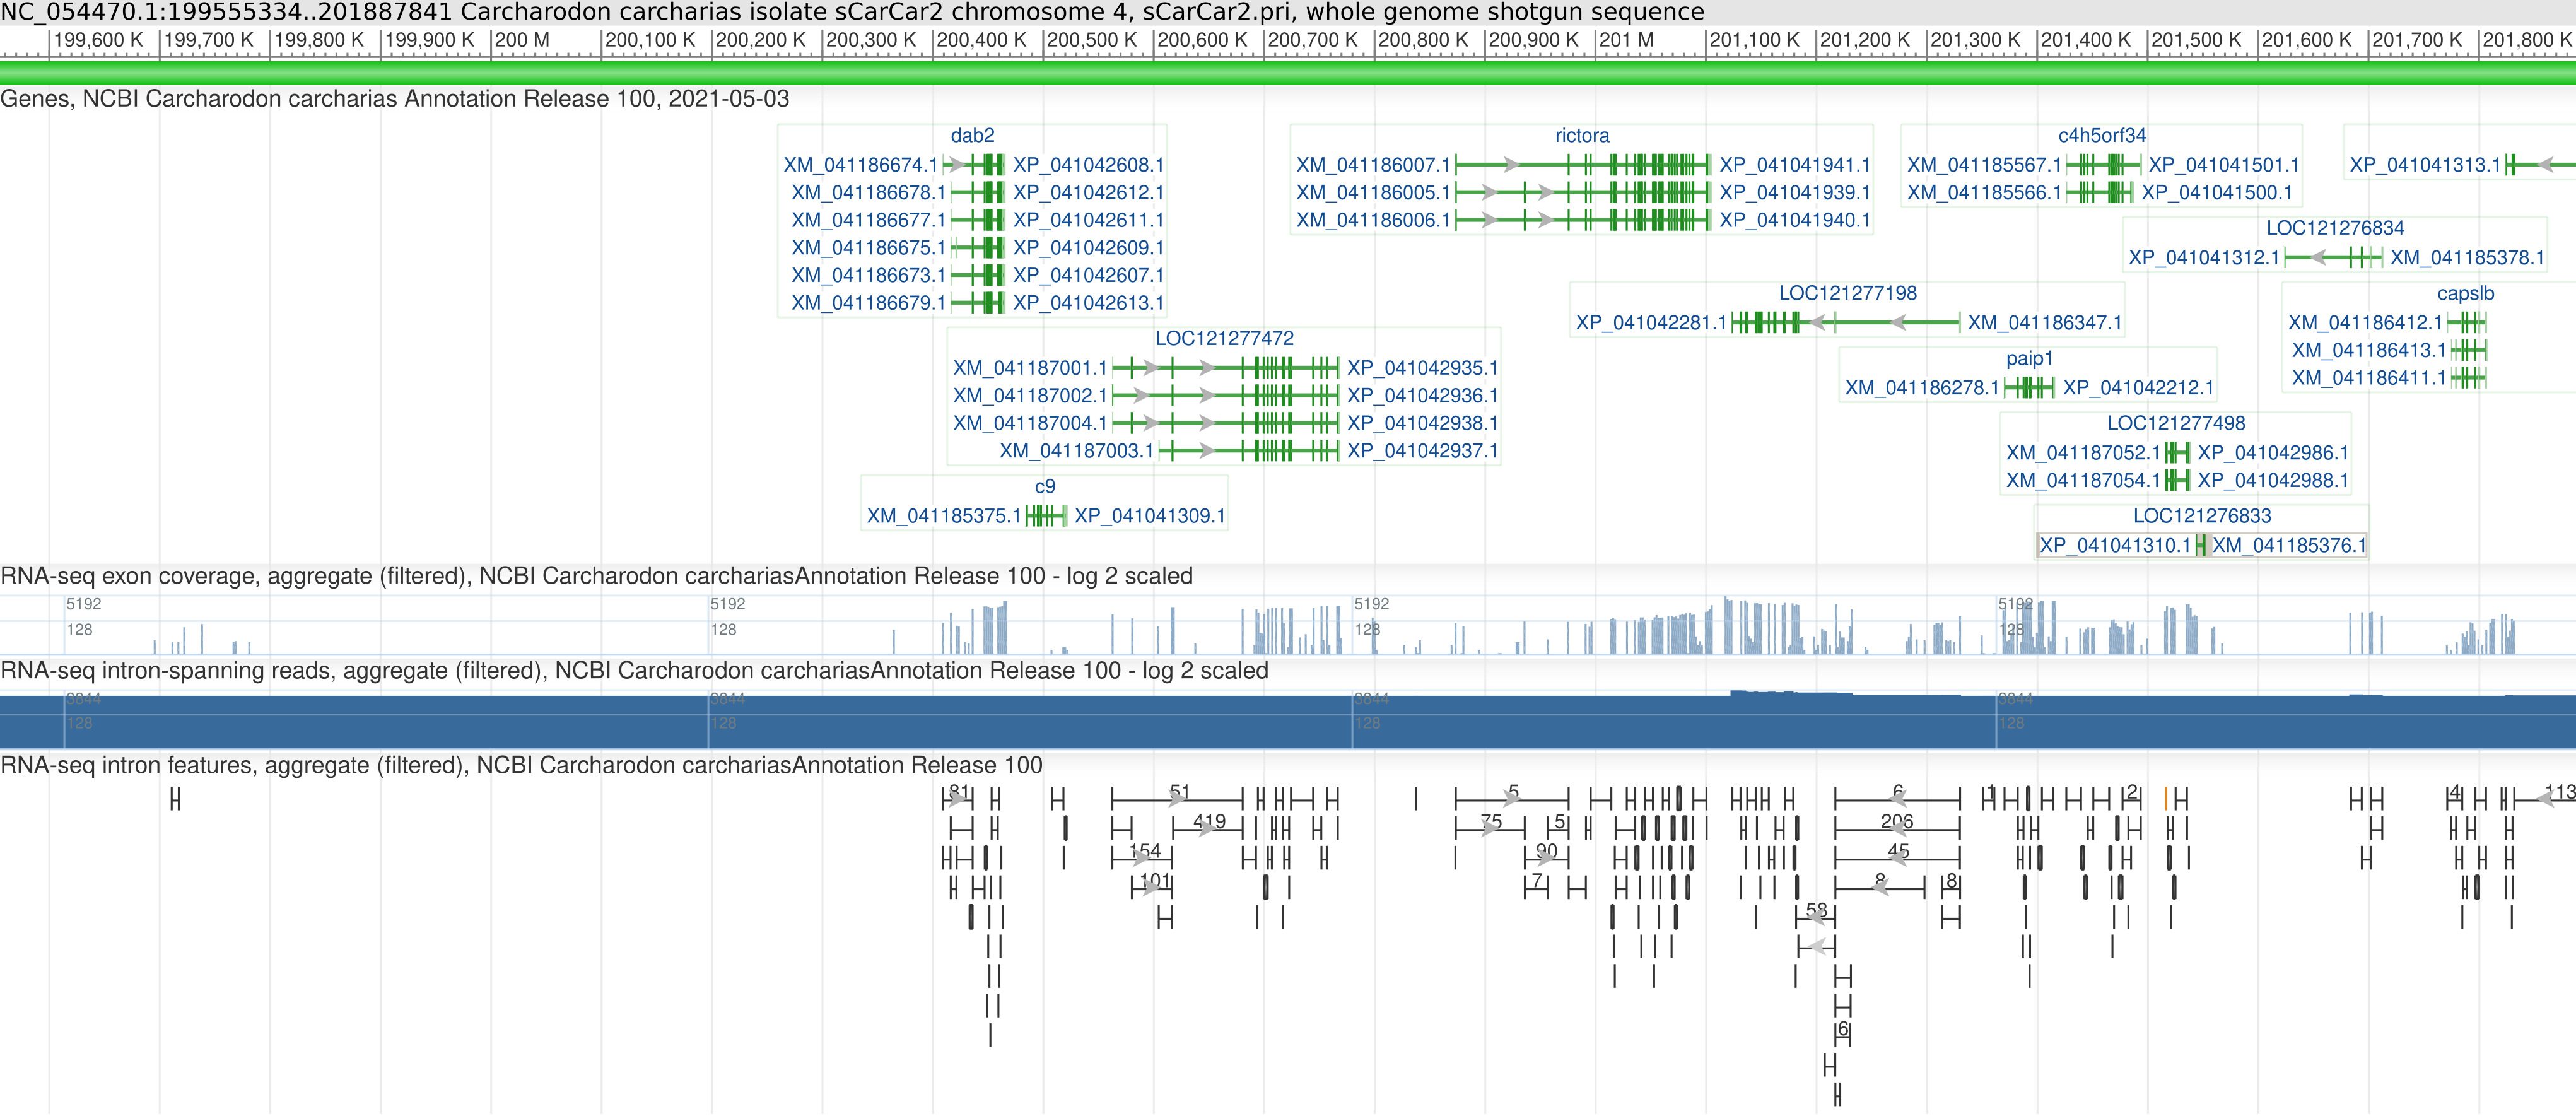 NC_054470.1:199555334..201887841 Carcharodon carcharias isolate sCarCar2 chromosome 4, sCarCar2.pri, whole genome shotgun sequence
199,600 K 199,700 K 199,800 K 199,900 K 200 M 200,100 K 200,200 K 200,300 K 200,400 K 200,500 K 200,600 K 200,700 K 200,800 K 200,900 K 201 M 201,100 K 201,200 K 201,300 K 201,400 K 201,500 K 201,600 K 201,700 K 201,800 K
Genes, NCBI Carcharodon carcharias Annotation Release 100, 2021-05-03
dab2 rictora c4h5orf34
XM_041186674.1 XP_041042608.1 XM_041186007.1 XP_041041941.1 XM_041185567.1 XP_041041501.1 XP_041041313.1
XM_041186678.1 XP_041042612.1 XM_041186005.1 XP_041041939.1 XM_041185566.1 XP_041041500.1
XM_041186677.1 XP_041042611.1 XM_041186006.1 XP_041041940.1
LOC121276834
XM_041186675.1 XP_041042609.1
XP_041041312.1 XM_041185378.1
XM_041186673.1 XP_041042607.1
LOC121277198 capslb
XM_041186679.1 XP_041042613.1
XP_041042281.1 XM_041186347.1 XM_041186412.1
LOC121277472
XM_041186413.1
paip1
XM_041187001.1 XP_041042935.1
XM_041186411.1
XM_041186278.1 XP_041042212.1
XM_041187002.1 XP_041042936.1
XM_041187004.1 XP_041042938.1 LOC121277498
XM_041187003.1 XP_041042937.1 XM_041187052.1 XP_041042986.1
XM_041187054.1 XP_041042988.1
c9
XM_041185375.1 XP_041041309.1 LOC121276833
XP_041041310.1 XM_041185376.1
RNA-seq exon coverage, aggregate (filtered), NCBI Carcharodon carchariasAnnotation Release 100 - log 2 scaled
5192 5192 5192 5192
128 128 128 128
RNA-seq intron-spanning reads, aggregate (filtered), NCBI Carcharodon carchariasAnnotation Release 100 - log 2 scaled
128 128 128 128
RNA-seq intron features, aggregate (filtered), NCBI Carcharodon carchariasAnnotation Release 100
81 51 5 6 1 2 4 113
419 75 5 206
154 90 45
101 7 8 8
58
6